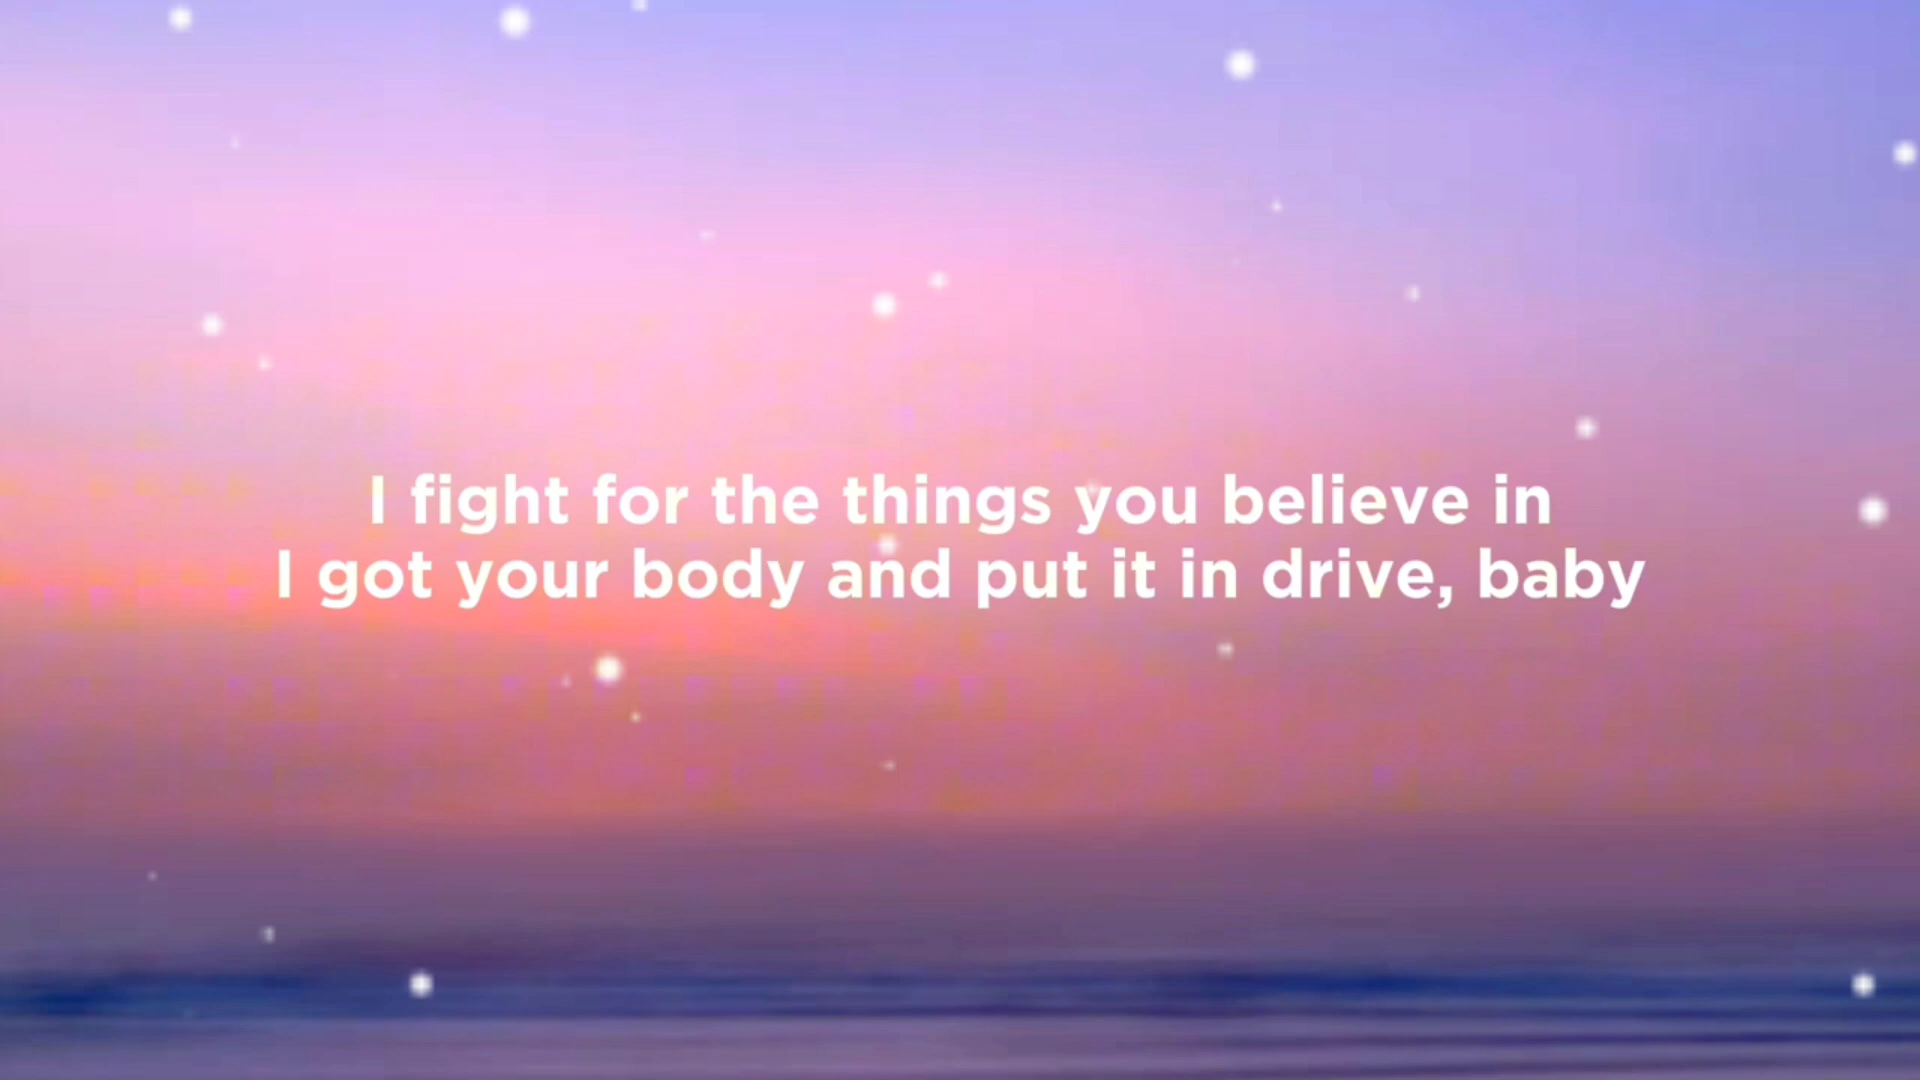 I fight for the things you believe in
I got your body and put it in drive, baby